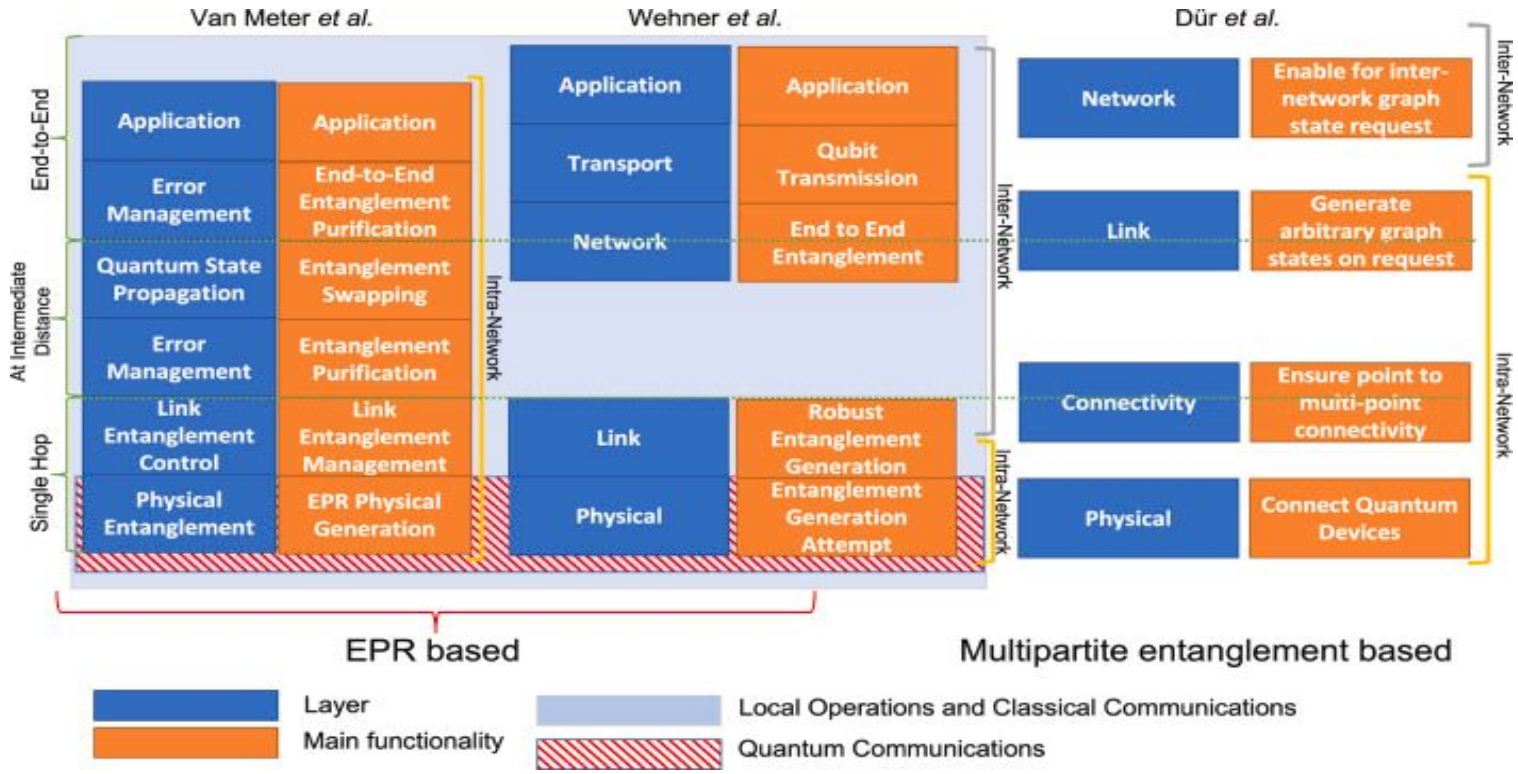 Van Meter et al.
Wehner et al.
Dür et al.
End-to-End
At Intermediate
Distance
Single Hop
Application
Error
Management
Quantum State
Propagation
Error
Management
Link
Entanglement
Control
Physical
Entanglement
Application
End-to-End
Entanglement
Purification
Entanglement
Swapping
Entanglement
Purification
Link
Entanglement
Management
EPR Physical
Generation
Intra-Network
Application
Transport
Network
Link
Physical
Application
Qubit
Transmission
End to End
Entanglement
Robust
Entanglement
Generation
Entanglement
Generation
Attempt
Inter-Network
Intra-Network
Network
Link
Connectivity
Physical
Enable for inter-
network graph
state request
Generate
arbitrary graph
states on request
Ensure point to
multi-point
connectivity
Connect Quantum
Devices
Inter-Network
Intra-Network
EPR based
Multipartite entanglement based
Layer
Main functionality
Local Operations and Classical Communications
Quantum Communications